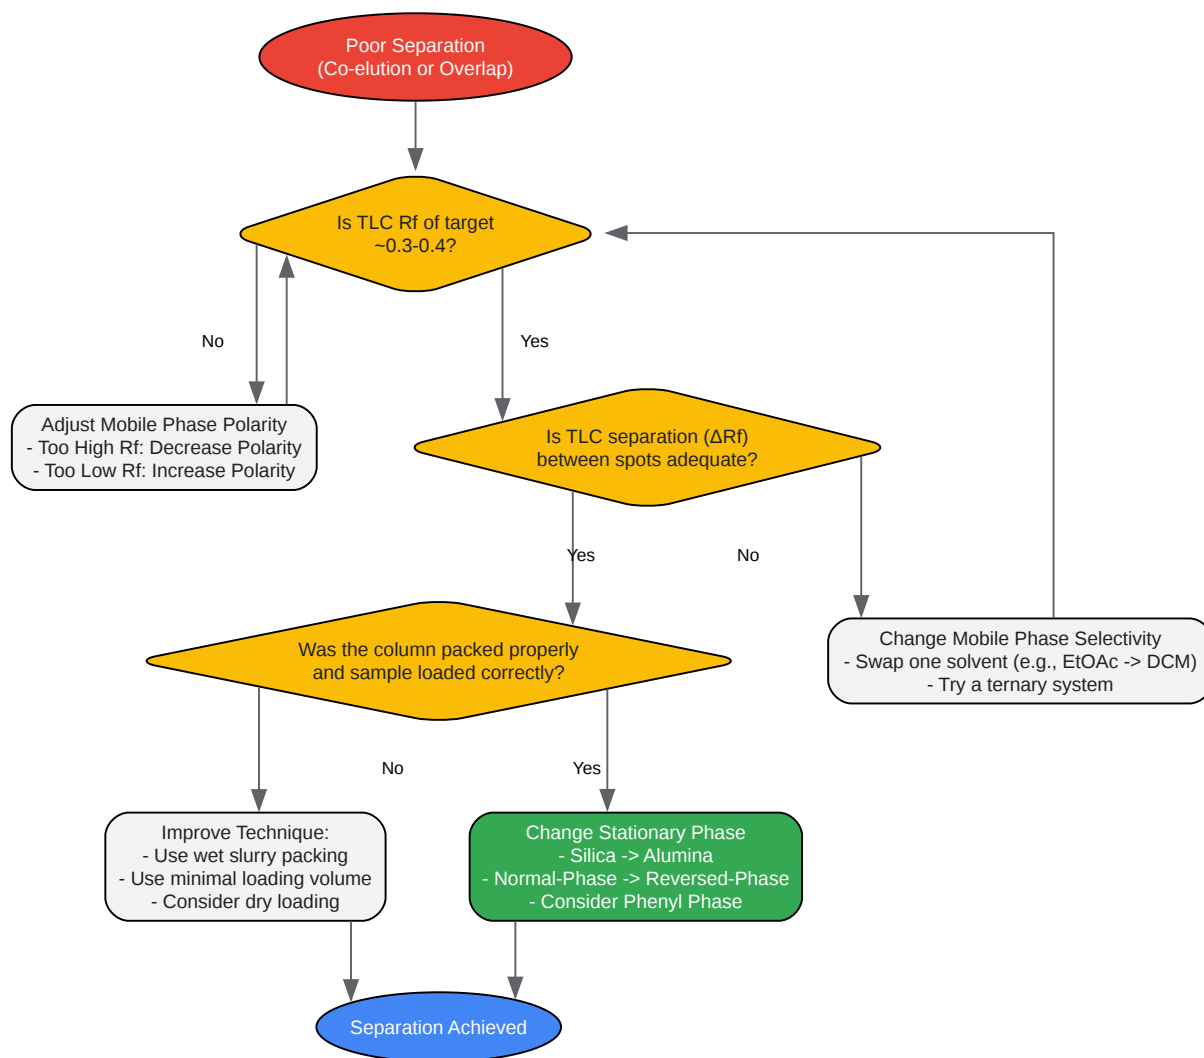 Poor Separation
(Co-elution or Overlap)
Is TLC Rf of target
~0.3-0.4?
No
Yes
Adjust Mobile Phase Polarity
- Too High Rf: Decrease Polarity
- Too Low Rf: Increase Polarity
Is TLC separation (ΔRf)
between spots adequate?
Yes
No
Change Mobile Phase Selectivity
- Swap one solvent (e.g., EtOAc -> DCM)
- Try a ternary system
Was the column packed properly
and sample loaded correctly?
No
Yes
Improve Technique:
- Use wet slurry packing
- Use minimal loading volume
- Consider dry loading
Change Stationary Phase
- Silica -> Alumina
- Normal-Phase -> Reversed-Phase
- Consider Phenyl Phase
Separation Achieved